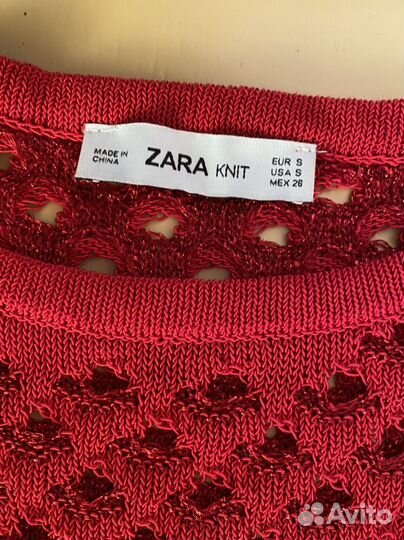 MADE IN
CHINA
ZARA KNIT
EUR S
USA S
MEX 26
Avito